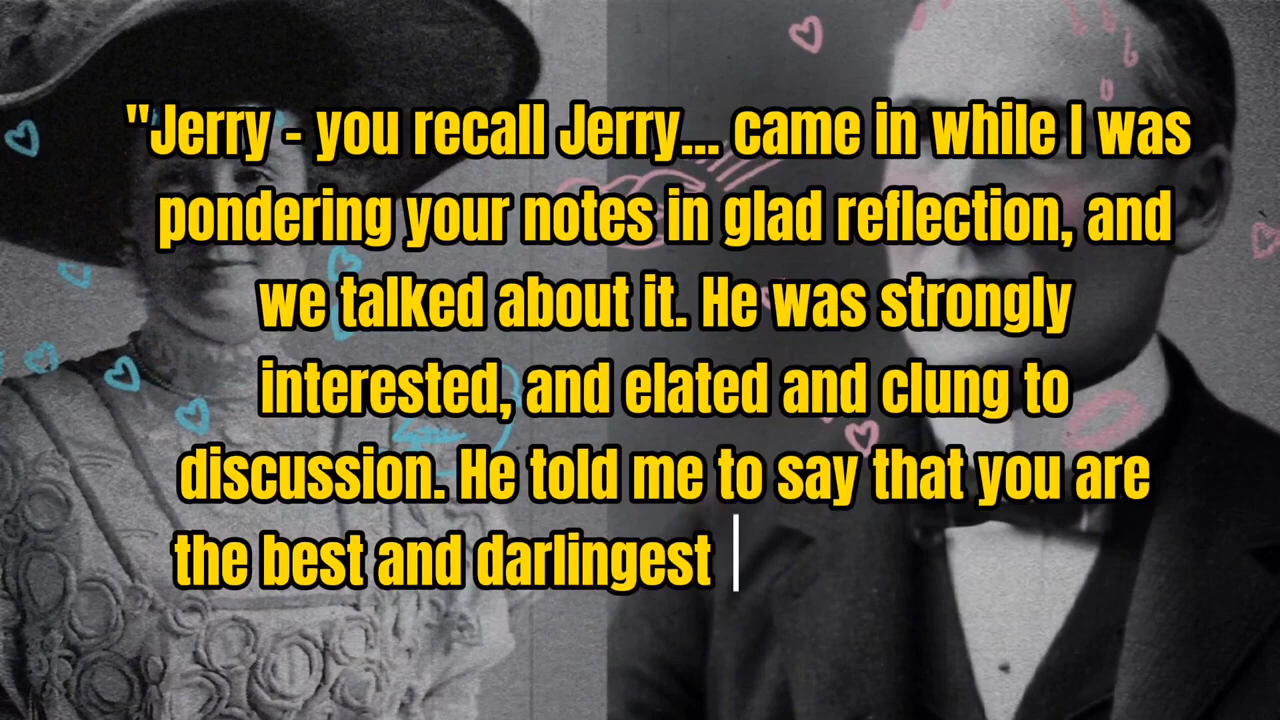 "Jerry - you recall Jerry... came in while I was
pondering your notes in glad reflection, and
we talked about it. He was strongly
interested, and elated and clung to
discussion. He told me to say that you are
the best and darlingest